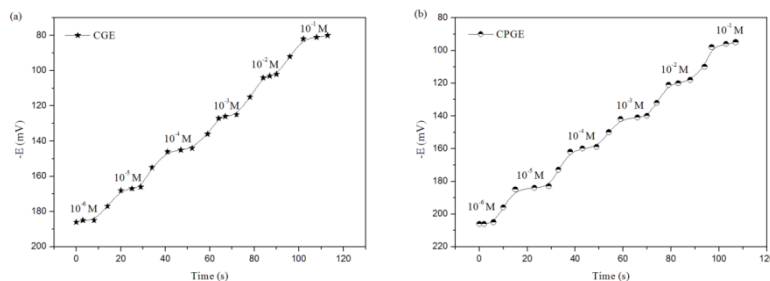 (a)
CGE
80
100
120
140
160
180
200
-E (mV)
10⁻¹ M
10⁻² M
10⁻³ M
10⁻⁴ M
10⁻⁵ M
10⁻⁶ M
0 20 40 60 80 100 120
Time (s)
(b)
CPGE
80
100
120
140
160
180
200
220
-E (mV)
10⁻¹ M
10⁻² M
10⁻³ M
10⁻⁴ M
10⁻⁵ M
10⁻⁶ M
0 20 40 60 80 100 120
Time (s)